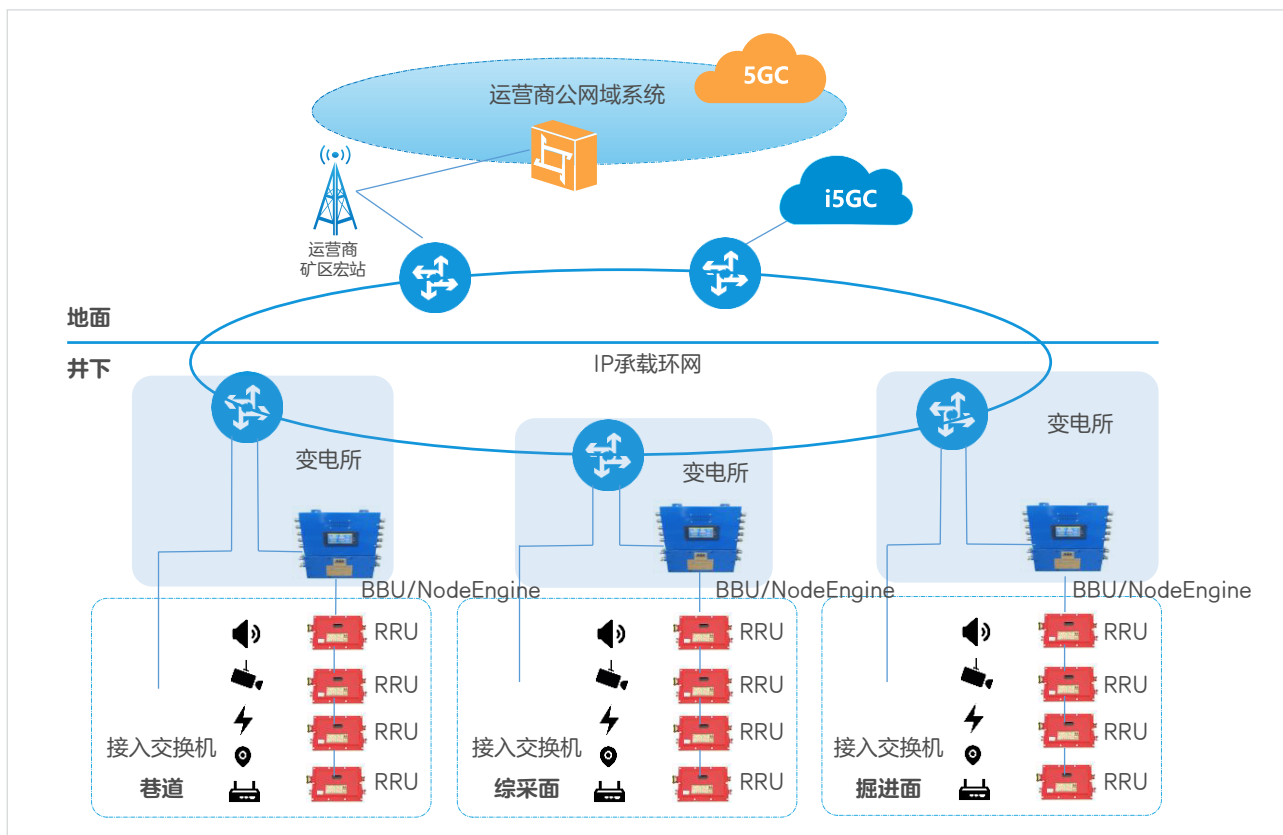 5GC
运营商公网域系统
i5GC
运营商
矿区宏站
地面
井下
IP承载环网
变电所
变电所
变电所
BBU/NodeEngine
BBU/NodeEngine
BBU/NodeEngine
RRU
RRU
RRU
RRU
接入交换机
巷道
RRU
RRU
RRU
RRU
接入交换机
综采面
RRU
RRU
RRU
RRU
接入交换机
掘进面